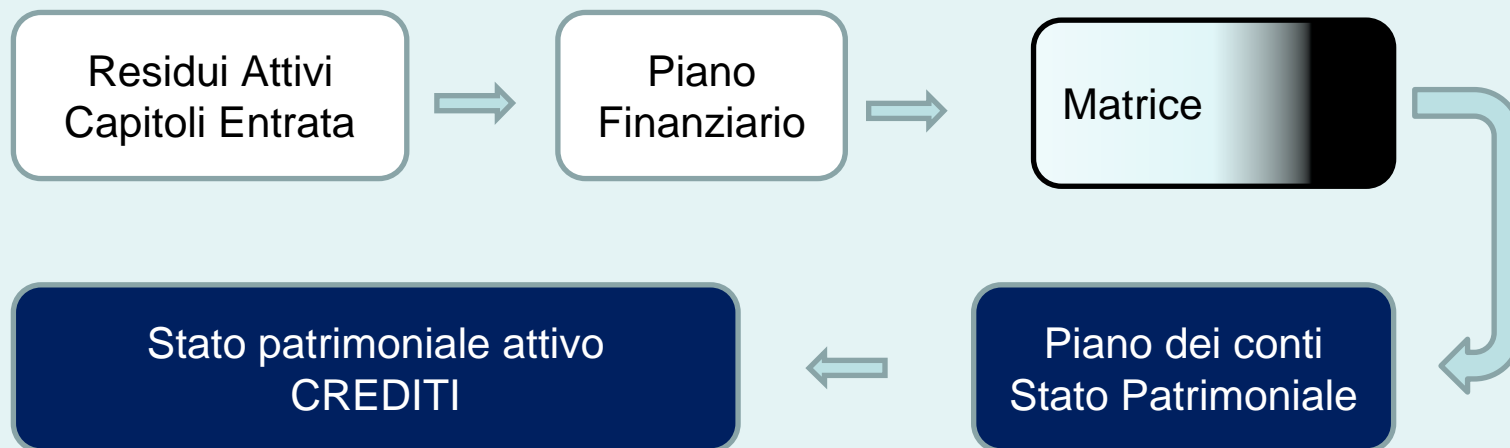 Residui Attivi
Capitoli Entrata
Piano
Finanziario
Matrice
Piano dei conti
Stato Patrimoniale
Stato patrimoniale attivo
CREDITI